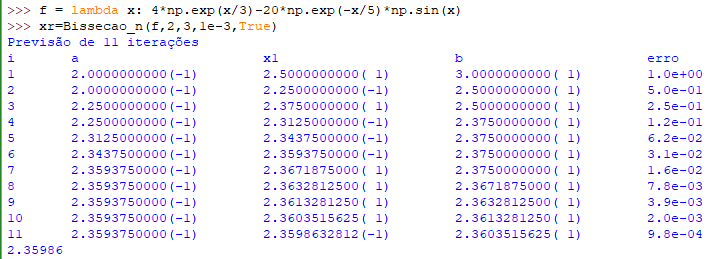 >>> f = lambda x: 4*np.exp(x/3)-20*np.exp(-x/5)*np.sin(x)
>>> xr=Bissecao_n(f,2,3,1e-3,True)
Previsão de 11 iterações
i a x1 b erro
1 2.0000000000(-1) 2.5000000000( 1) 3.0000000000( 1) 1.0e+00
2 2.0000000000(-1) 2.2500000000(-1) 2.5000000000( 1) 5.0e-01
3 2.2500000000(-1) 2.3750000000( 1) 2.5000000000( 1) 2.5e-01
4 2.2500000000(-1) 2.3125000000(-1) 2.3750000000( 1) 1.2e-01
5 2.3125000000(-1) 2.3437500000(-1) 2.3750000000( 1) 6.2e-02
6 2.3437500000(-1) 2.3593750000(-1) 2.3750000000( 1) 3.1e-02
7 2.3593750000(-1) 2.3671875000( 1) 2.3750000000( 1) 1.6e-02
8 2.3593750000(-1) 2.3632812500( 1) 2.3671875000( 1) 7.8e-03
9 2.3593750000(-1) 2.3613281250( 1) 2.3632812500( 1) 3.9e-03
10 2.3593750000(-1) 2.3603515625( 1) 2.3613281250( 1) 2.0e-03
11 2.3593750000(-1) 2.3598632812(-1) 2.3603515625( 1) 9.8e-04
2.35986